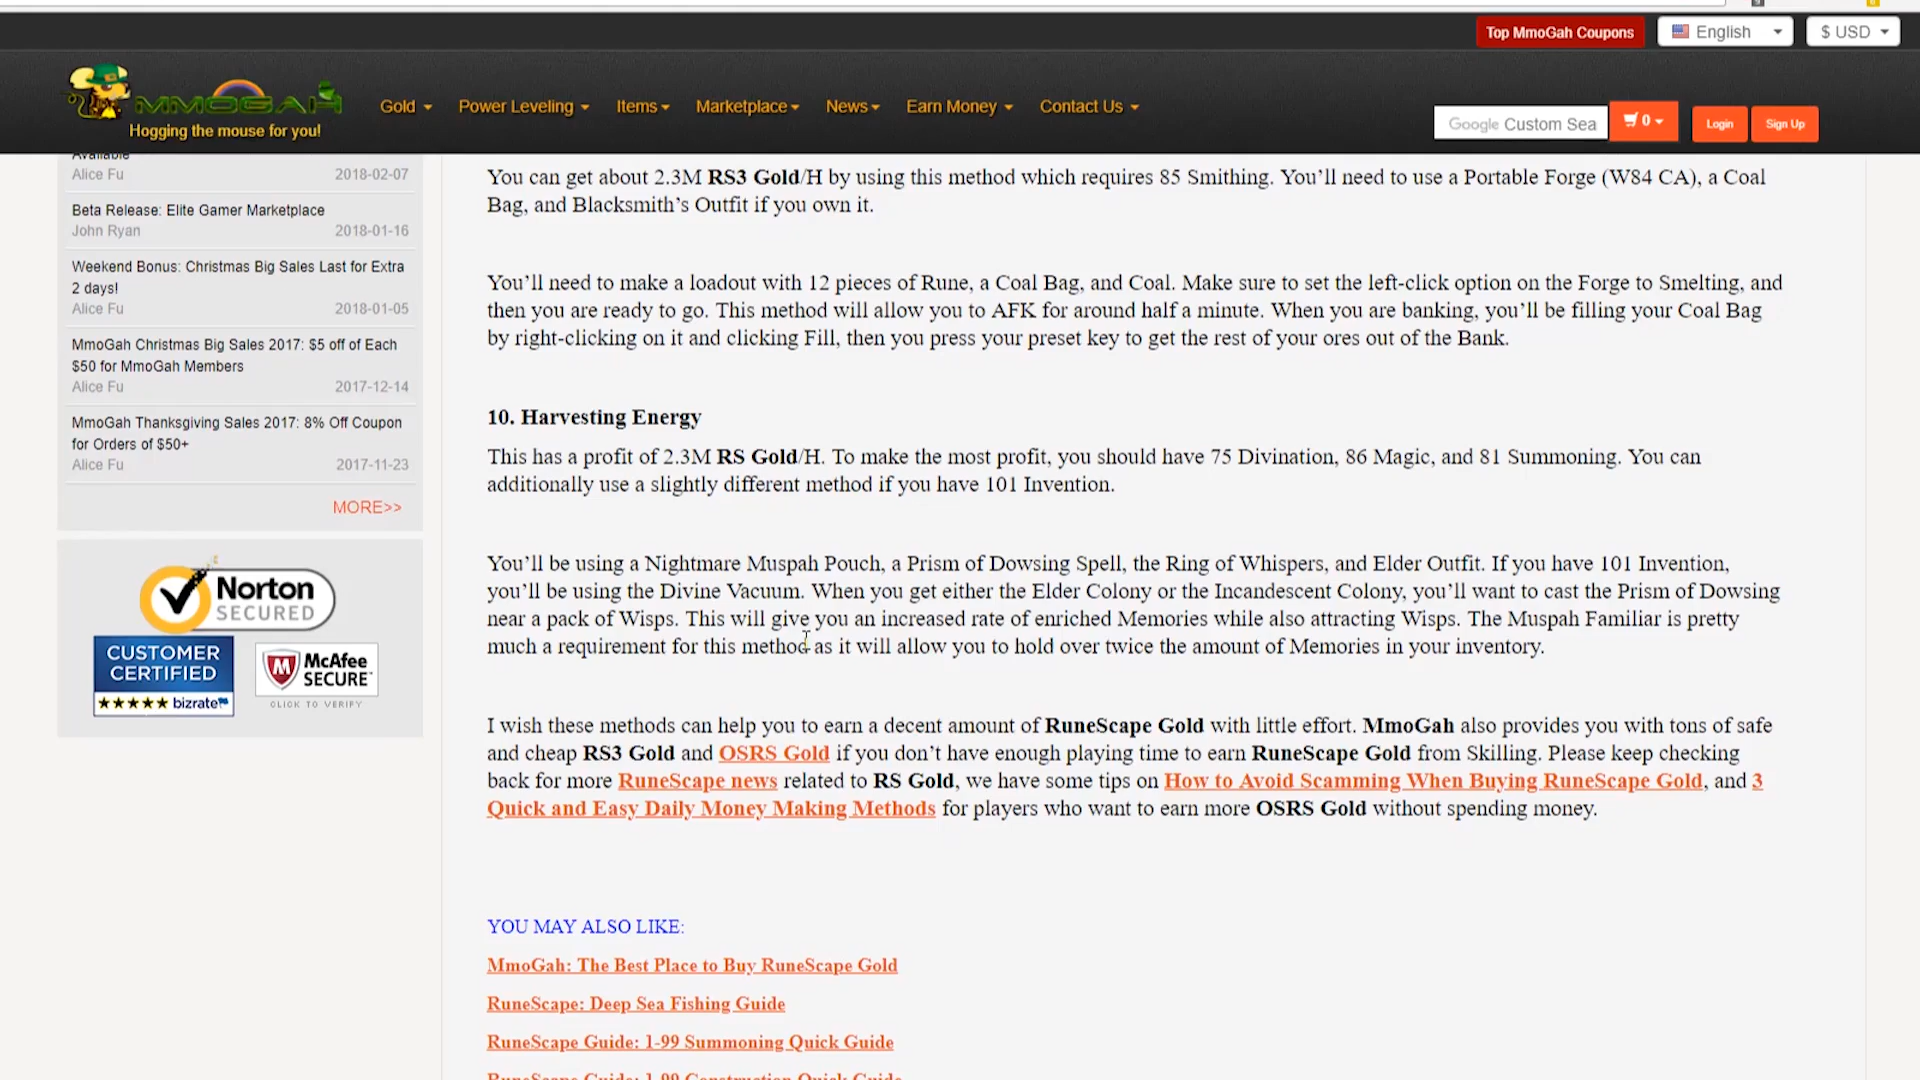 Top MmoGah Coupons
English
$ USD
MMOGAH
Hogging the mouse for you!
Gold
Power Leveling
Items
Marketplace
News
Earn Money
Contact Us
Google Custom Sea
0
Login
Sign Up
Available
Alice Fu 2018-02-07
Beta Release: Elite Gamer Marketplace
John Ryan 2018-01-16
Weekend Bonus: Christmas Big Sales Last for Extra
2 days!
Alice Fu 2018-01-05
MmoGah Christmas Big Sales 2017: $5 off of Each
$50 for MmoGah Members
Alice Fu 2017-12-14
MmoGah Thanksgiving Sales 2017: 8% Off Coupon
for Orders of $50+
Alice Fu 2017-11-23
MORE>>
Norton
SECURED
CUSTOMER
CERTIFIED
bizrate
McAfee
SECURE™
CLICK TO VERIFY
You can get about 2.3M RS3 Gold/H by using this method which requires 85 Smithing. You’ll need to use a Portable Forge (W84 CA), a Coal
Bag, and Blacksmith’s Outfit if you own it.
You’ll need to make a loadout with 12 pieces of Rune, a Coal Bag, and Coal. Make sure to set the left-click option on the Forge to Smelting, and
then you are ready to go. This method will allow you to AFK for around half a minute. When you are banking, you’ll be filling your Coal Bag
by right-clicking on it and clicking Fill, then you press your preset key to get the rest of your ores out of the Bank.
10. Harvesting Energy
This has a profit of 2.3M RS Gold/H. To make the most profit, you should have 75 Divination, 86 Magic, and 81 Summoning. You can
additionally use a slightly different method if you have 101 Invention.
You’ll be using a Nightmare Muspah Pouch, a Prism of Dowsing Spell, the Ring of Whispers, and Elder Outfit. If you have 101 Invention,
you’ll be using the Divine Vacuum. When you get either the Elder Colony or the Incandescent Colony, you’ll want to cast the Prism of Dowsing
near a pack of Wisps. This will give you an increased rate of enriched Memories while also attracting Wisps. The Muspah Familiar is pretty
much a requirement for this method as it will allow you to hold over twice the amount of Memories in your inventory.
I wish these methods can help you to earn a decent amount of RuneScape Gold with little effort. MmoGah also provides you with tons of safe
and cheap RS3 Gold and OSRS Gold if you don’t have enough playing time to earn RuneScape Gold from Skilling. Please keep checking
back for more RuneScape news related to RS Gold, we have some tips on How to Avoid Scamming When Buying RuneScape Gold, and 3
Quick and Easy Daily Money Making Methods for players who want to earn more OSRS Gold without spending money.
YOU MAY ALSO LIKE:
MmoGah: The Best Place to Buy RuneScape Gold
RuneScape: Deep Sea Fishing Guide
RuneScape Guide: 1-99 Summoning Quick Guide
RuneScape Guide: 1-99 Construction Quick Guide